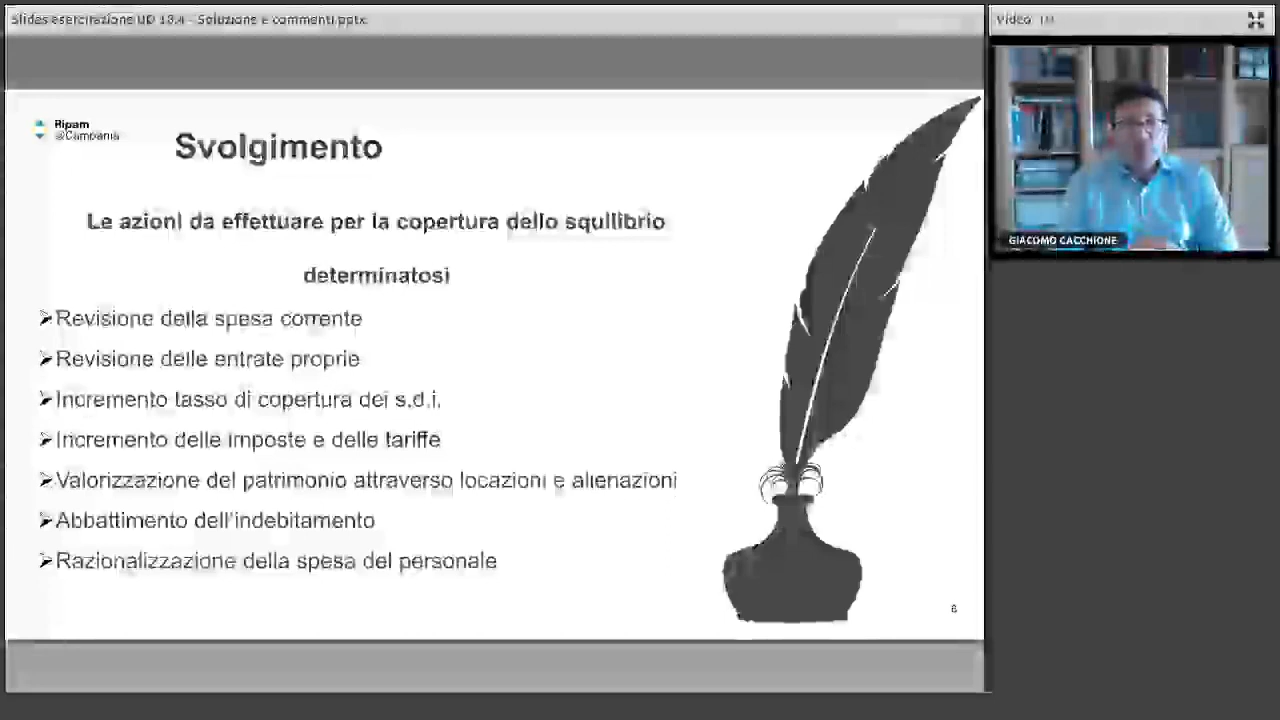 Slides esercitazione UD 13.4 - Soluzione e commenti.pptx
Video
Ripam
@Campania
Svolgimento
Le azioni da effettuare per la copertura dello squilibrio
determinatosi
➢Revisione della spesa corrente
➢Revisione delle entrate proprie
➢Incremento tasso di copertura dei s.d.i.
➢Incremento delle imposte e delle tariffe
➢Valorizzazione del patrimonio attraverso locazioni e alienazioni
➢Abbattimento dell'indebitamento
➢Razionalizzazione della spesa del personale
6
GIACOMO CACCHIONE